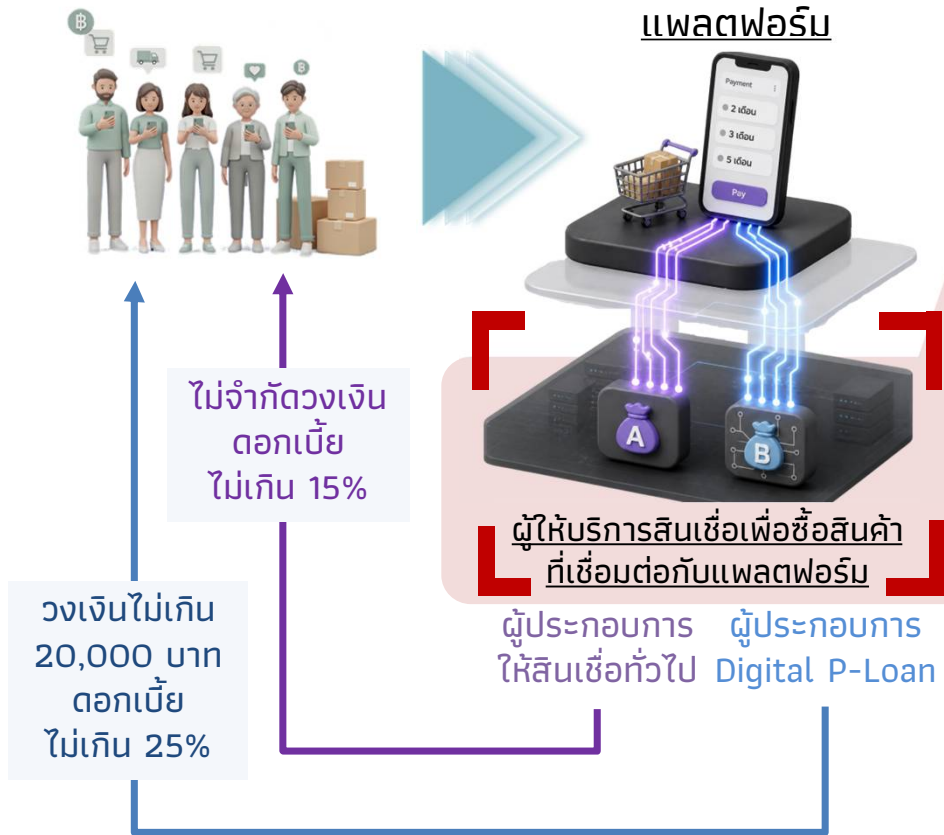 แพลตฟอร์ม
฿
฿
Payment
2 เดือน
3 เดือน
5 เดือน
Pay
A
B
ไม่จำกัดวงเงิน
ดอกเบี้ย
ไม่เกิน 15%
ผู้ให้บริการสินเชื่อเพื่อซื้อสินค้า
ที่เชื่อมต่อกับแพลตฟอร์ม
วงเงินไม่เกิน
20,000 บาท
ดอกเบี้ย
ไม่เกิน 25%
ผู้ประกอบการ
ให้สินเชื่อทั่วไป
ผู้ประกอบการ
Digital P-Loan